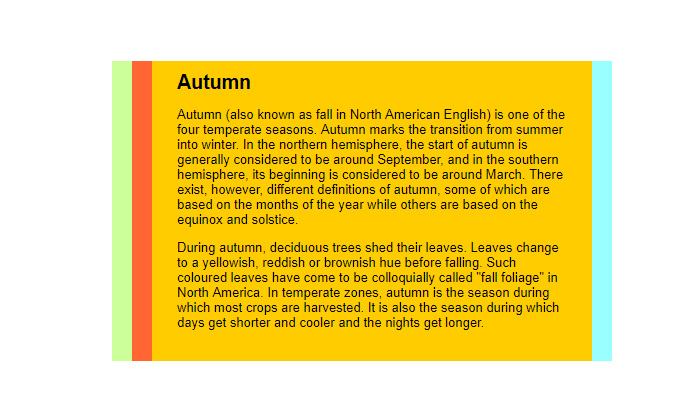 Autumn
Autumn (also known as fall in North American English) is one of the
four temperate seasons. Autumn marks the transition from summer
into winter. In the northern hemisphere, the start of autumn is
generally considered to be around September, and in the southern
hemisphere, its beginning is considered to be around March. There
exist, however, different definitions of autumn, some of which are
based on the months of the year while others are based on the
equinox and solstice.
During autumn, deciduous trees shed their leaves. Leaves change
to a yellowish, reddish or brownish hue before falling. Such
coloured leaves have come to be colloquially called "fall foliage" in
North America. In temperate zones, autumn is the season during
which most crops are harvested. It is also the season during which
days get shorter and cooler and the nights get longer.